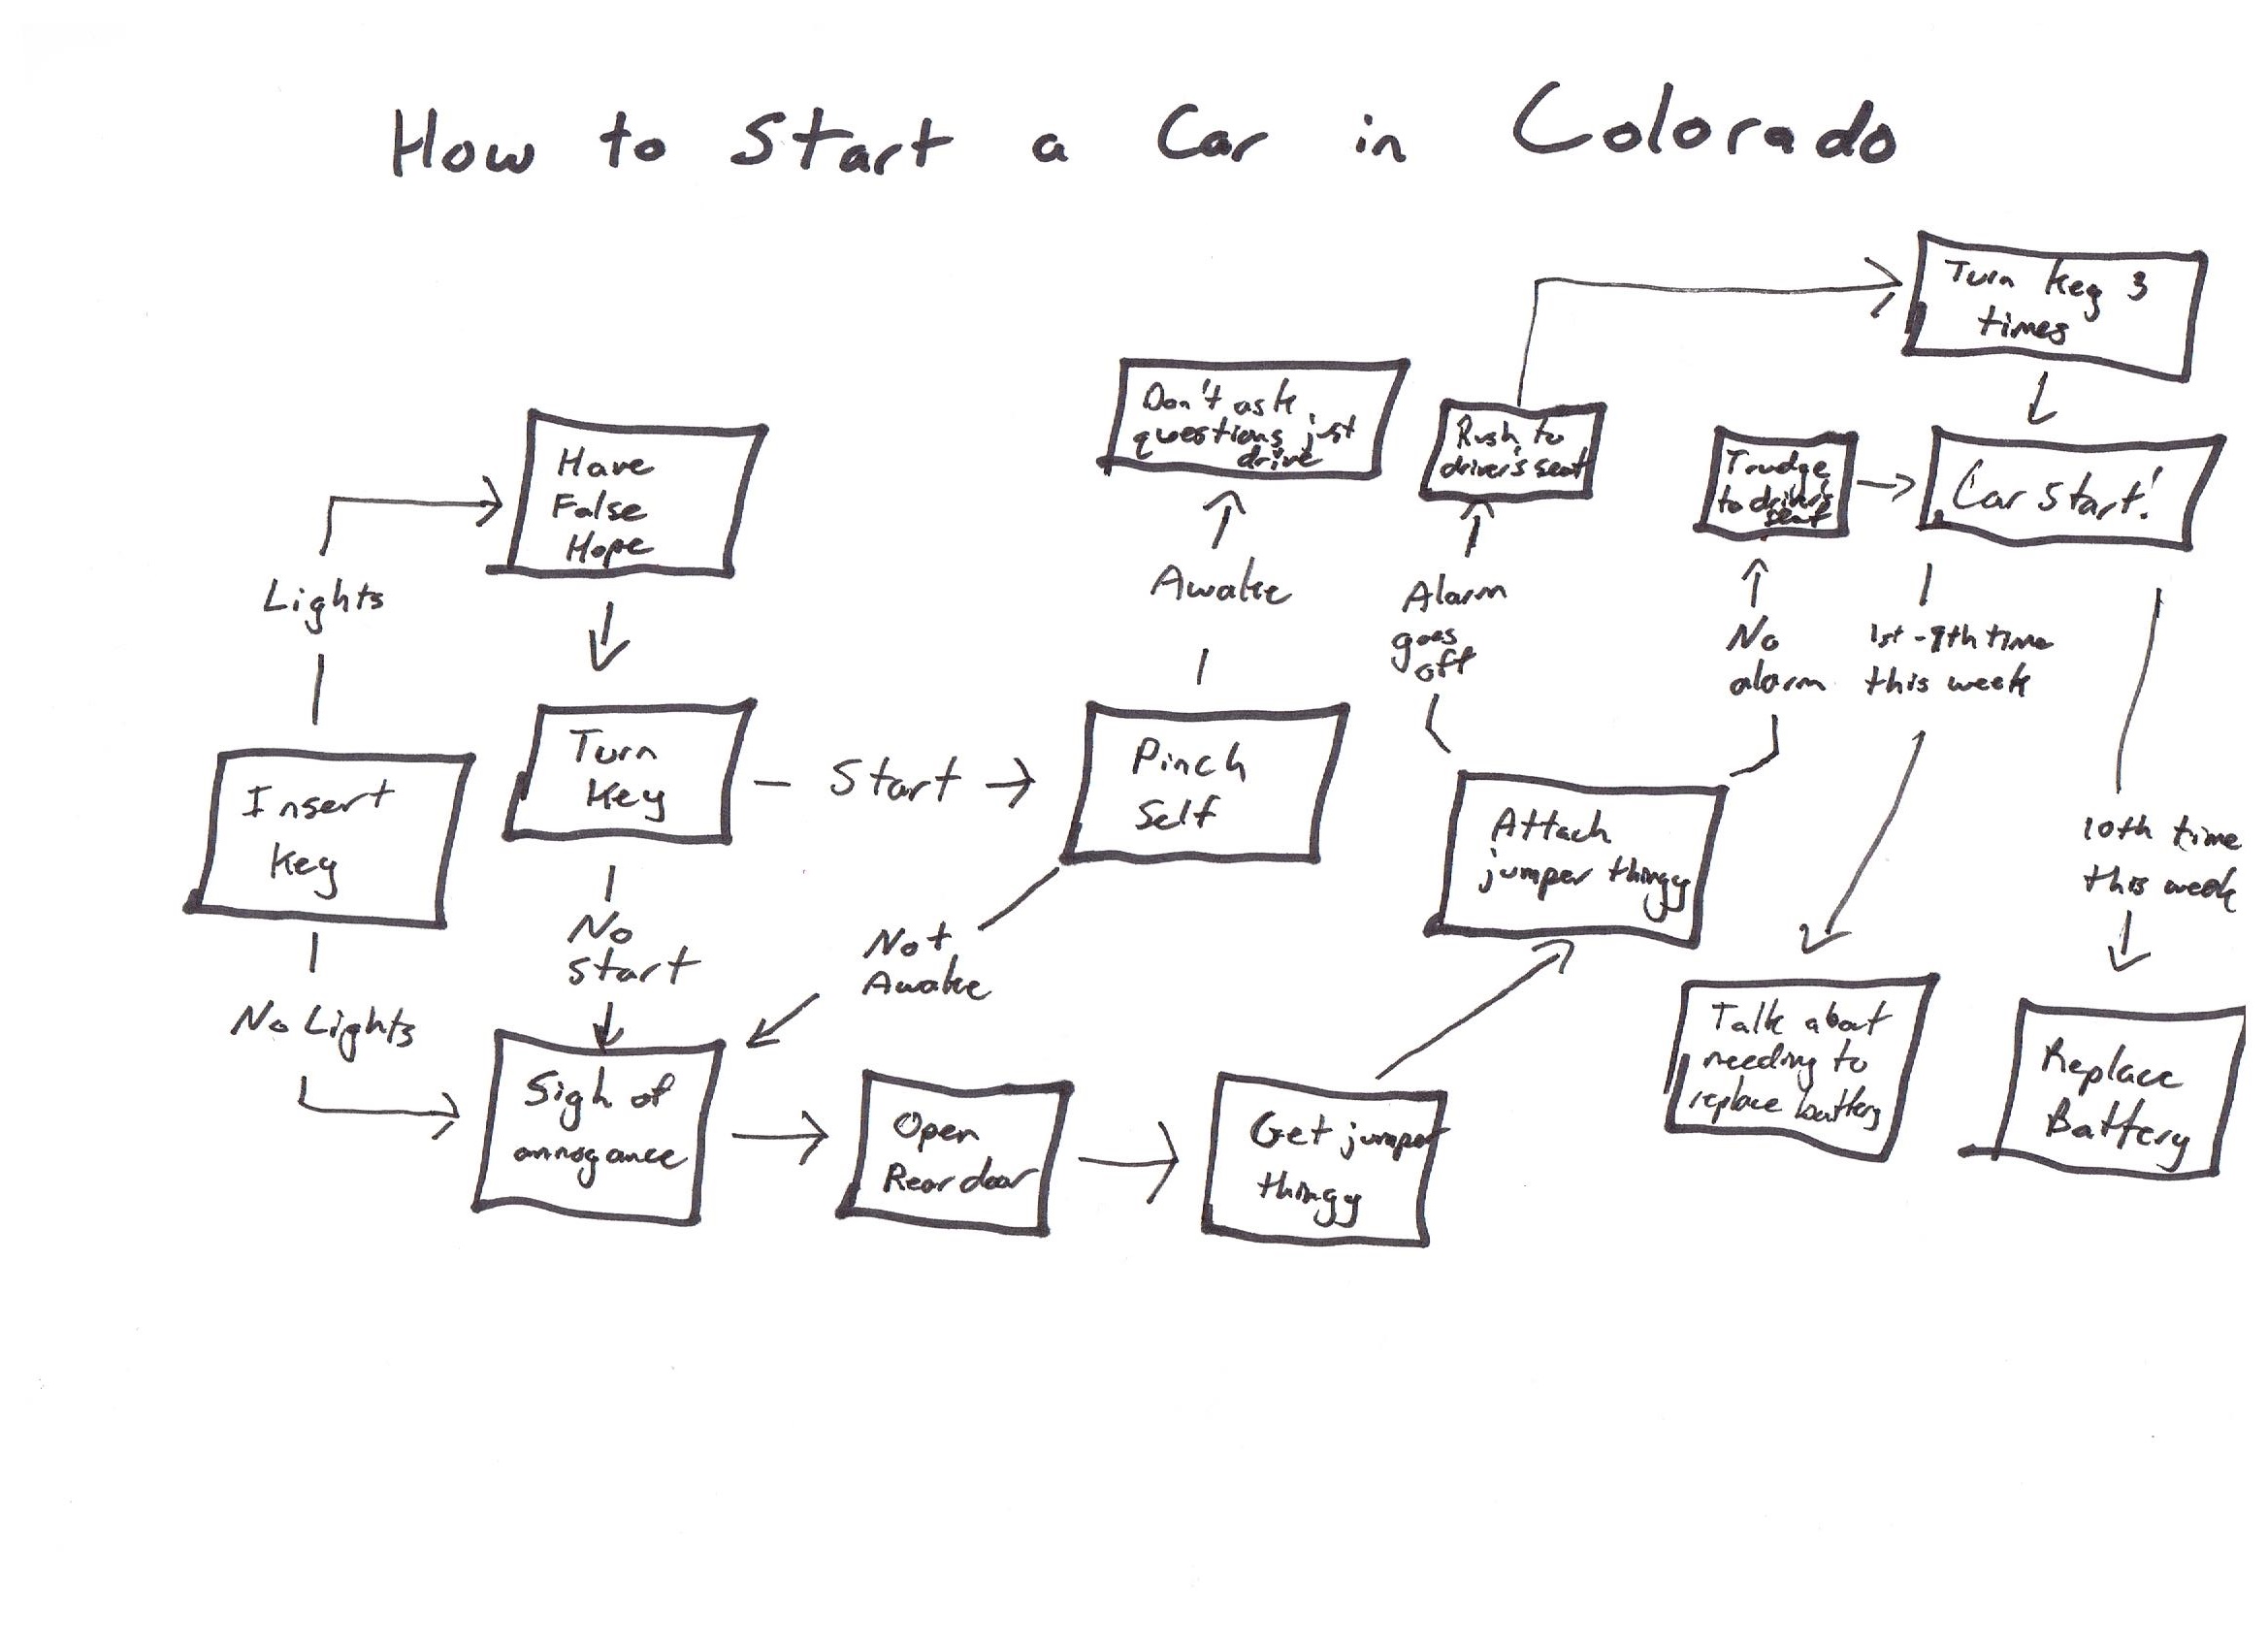 How to Start a Car in Colorado
Turn Key 3
times
Don't ask
questions just
drive
Rush to
driver's seat
Trudge
to driver's
seat
Car start!
Have
False
Hope
Lights
Awake
Alarm
goes
off
No
alarm
1st-9th time
this week
Turn
Key
Start
Pinch
Self
Insert
Key
Attach
jumper thingy
10th time
this week
No
start
Not
Awake
No Lights
Sigh of
annoyance
Open
Rear door
Get jumper
thingy
Talk about
needing to
replace battery
Replace
Battery